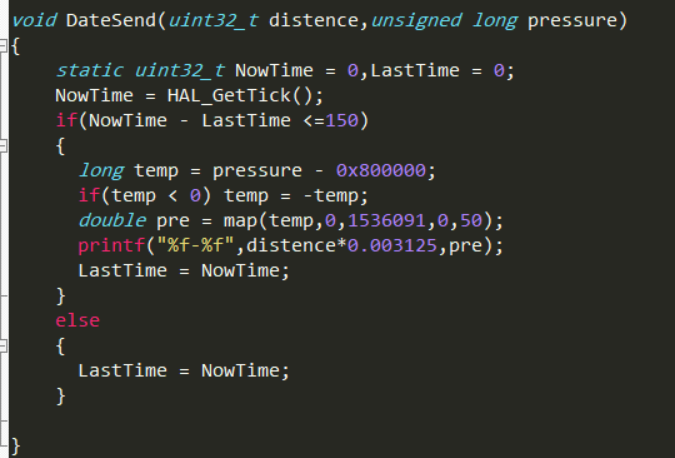 void DateSend(uint32_t distence,unsigned long pressure)
{
static uint32_t NowTime = 0,LastTime = 0;
NowTime = HAL_GetTick();
if(NowTime - LastTime <=150)
{
long temp = pressure - 0x800000;
if(temp < 0) temp = -temp;
double pre = map(temp,0,1536091,0,50);
printf("%f-%f",distence*0.003125,pre);
LastTime = NowTime;
}
else
{
LastTime = NowTime;
}
}